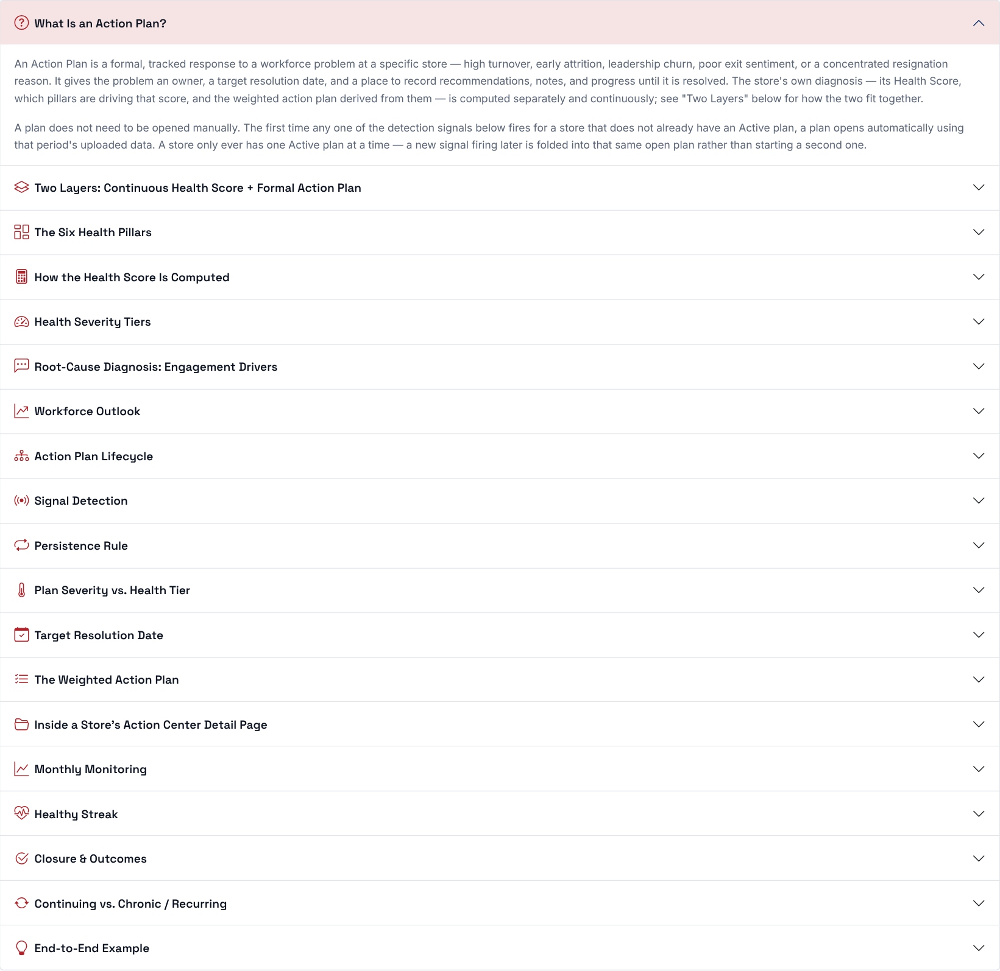 What Is an Action Plan?
An Action Plan is a formal, tracked response to a workforce problem at a specific store — high turnover, early attrition, leadership churn, poor exit sentiment, or a concentrated resignation
reason. It gives the problem an owner, a target resolution date, and a place to record recommendations, notes, and progress until it is resolved. The store's own diagnosis — its Health Score,
which pillars are driving that score, and the weighted action plan derived from them — is computed separately and continuously; see "Two Layers" below for how the two fit together.
A plan does not need to be opened manually. The first time any one of the detection signals below fires for a store that does not already have an Active plan, a plan opens automatically using
that period's uploaded data. A store only ever has one Active plan at a time — a new signal firing later is folded into that same open plan rather than starting a second one.
Two Layers: Continuous Health Score + Formal Action Plan
The Six Health Pillars
How the Health Score Is Computed
Health Severity Tiers
Root-Cause Diagnosis: Engagement Drivers
Workforce Outlook
Action Plan Lifecycle
Signal Detection
Persistence Rule
Plan Severity vs. Health Tier
Target Resolution Date
The Weighted Action Plan
Inside a Store’s Action Center Detail Page
Monthly Monitoring
Healthy Streak
Closure & Outcomes
Continuing vs. Chronic / Recurring
End-to-End Example